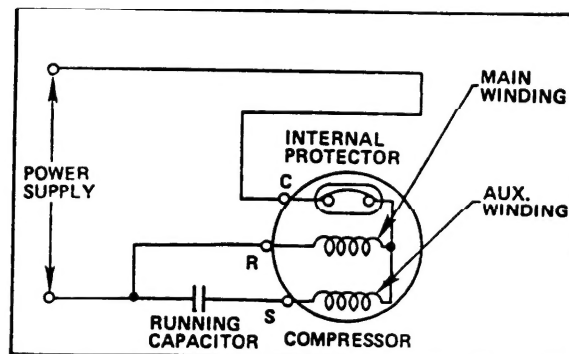 MAIN
WINDING
INTERNAL
PROTECTOR
POWER
SUPPLY
C
AUX.
WINDING
R
S
RUNNING
CAPACITOR
COMPRESSOR